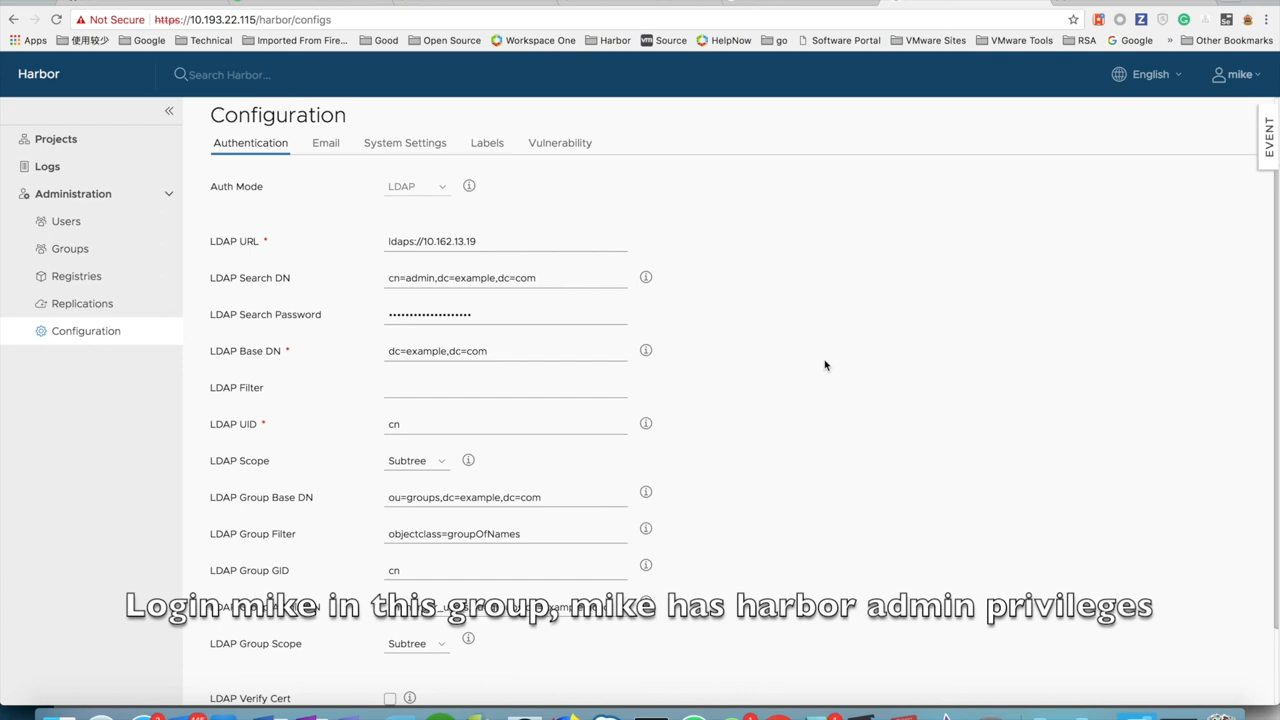 Not Secure https://10.193.22.115/harbor/configs
Apps 使用较少 Google Technical Imported From Fire... Good Open Source Workspace One Harbor Source HelpNow go Software Portal VMware Sites VMware Tools RSA Google » Other Bookmarks
Harbor Search Harbor... English mike
EVENT
Configuration
Authentication Email System Settings Labels Vulnerability
Projects
Logs
Administration
Users
Groups
Registries
Replications
Configuration
Auth Mode LDAP
LDAP URL * ldaps://10.162.13.19
LDAP Search DN cn=admin,dc=example,dc=com
LDAP Search Password ••••••••••••••••••••
LDAP Base DN * dc=example,dc=com
LDAP Filter
LDAP UID * cn
LDAP Scope Subtree
LDAP Group Base DN ou=groups,dc=example,dc=com
LDAP Group Filter objectclass=groupOfNames
LDAP Group GID cn
Login mike in this group, mike has harbor admin privileges
LDAP Group Scope Subtree
LDAP Verify Cert